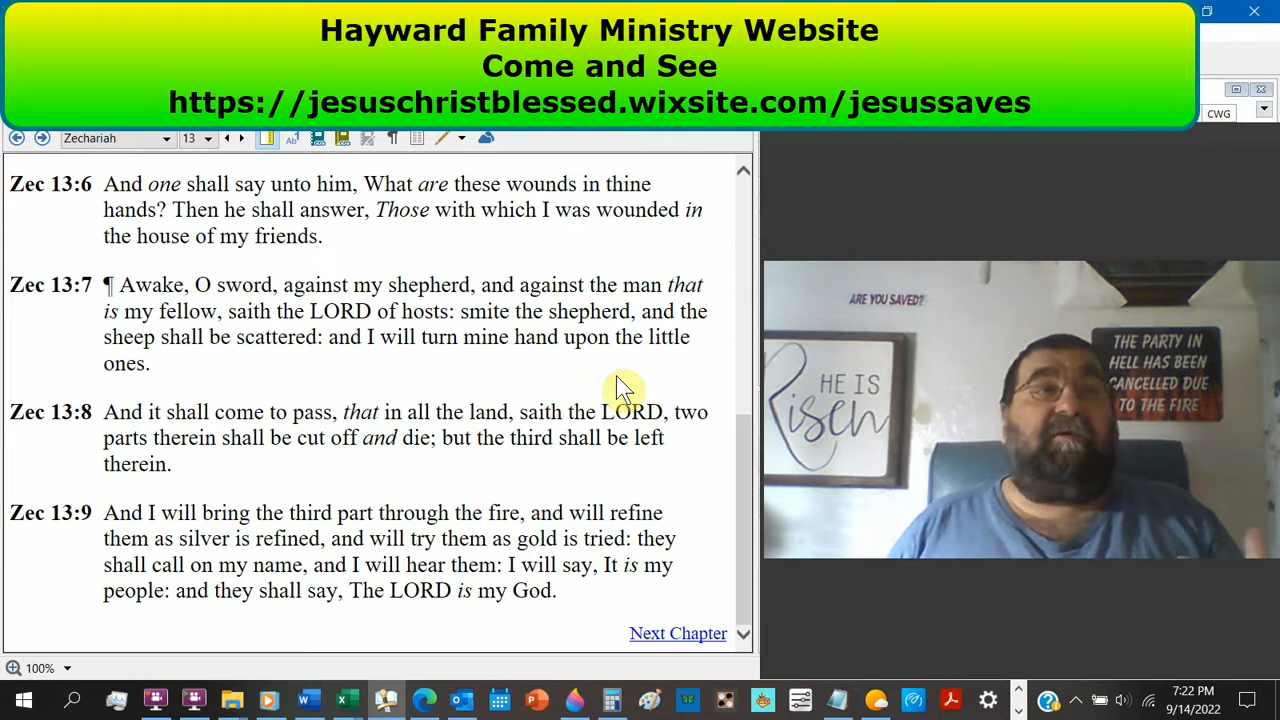 Hayward Family Ministry Website
Come and See
https://jesuschristblessed.wixsite.com/jesussaves
CWG
Zechariah
13
Zec 13:6 And one shall say unto him, What are these wounds in thine
hands? Then he shall answer, Those with which I was wounded in
the house of my friends.
Zec 13:7 ¶ Awake, O sword, against my shepherd, and against the man that
is my fellow, saith the LORD of hosts: smite the shepherd, and the
sheep shall be scattered: and I will turn mine hand upon the little
ones.
Zec 13:8 And it shall come to pass, that in all the land, saith the LORD, two
parts therein shall be cut off and die; but the third shall be left
therein.
Zec 13:9 And I will bring the third part through the fire, and will refine
them as silver is refined, and will try them as gold is tried: they
shall call on my name, and I will hear them: I will say, It is my
people: and they shall say, The LORD is my God.
Next Chapter
100%
ARE YOU SAVED?
HE IS
Risen
THE PARTY IN
HELL HAS BEEN
CANCELLED DUE
TO THE FIRE
7:22 PM
9/14/2022